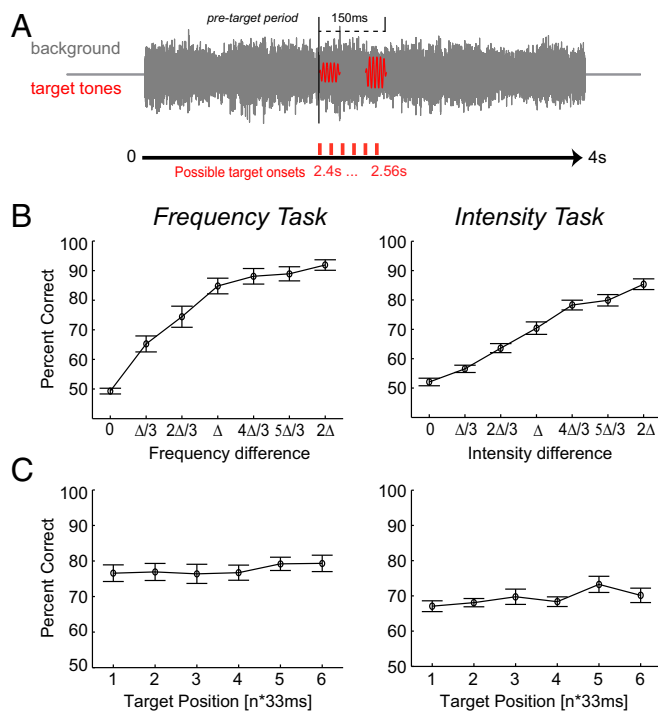 A
pre-target period
150ms
background
target tones
0
4s
Possible target onsets 2.4s ... 2.56s
B
Frequency Task
Intensity Task
Percent Correct
100
90
80
70
60
50
0 Δ/3 2Δ/3 Δ 4Δ/3 5Δ/3 2Δ
Frequency difference
100
90
80
70
60
50
0 Δ/3 2Δ/3 Δ 4Δ/3 5Δ/3 2Δ
Intensity difference
C
Percent Correct
100
90
80
70
60
50
1 2 3 4 5 6
Target Position [n*33ms]
100
90
80
70
60
50
1 2 3 4 5 6
Target Position [n*33ms]